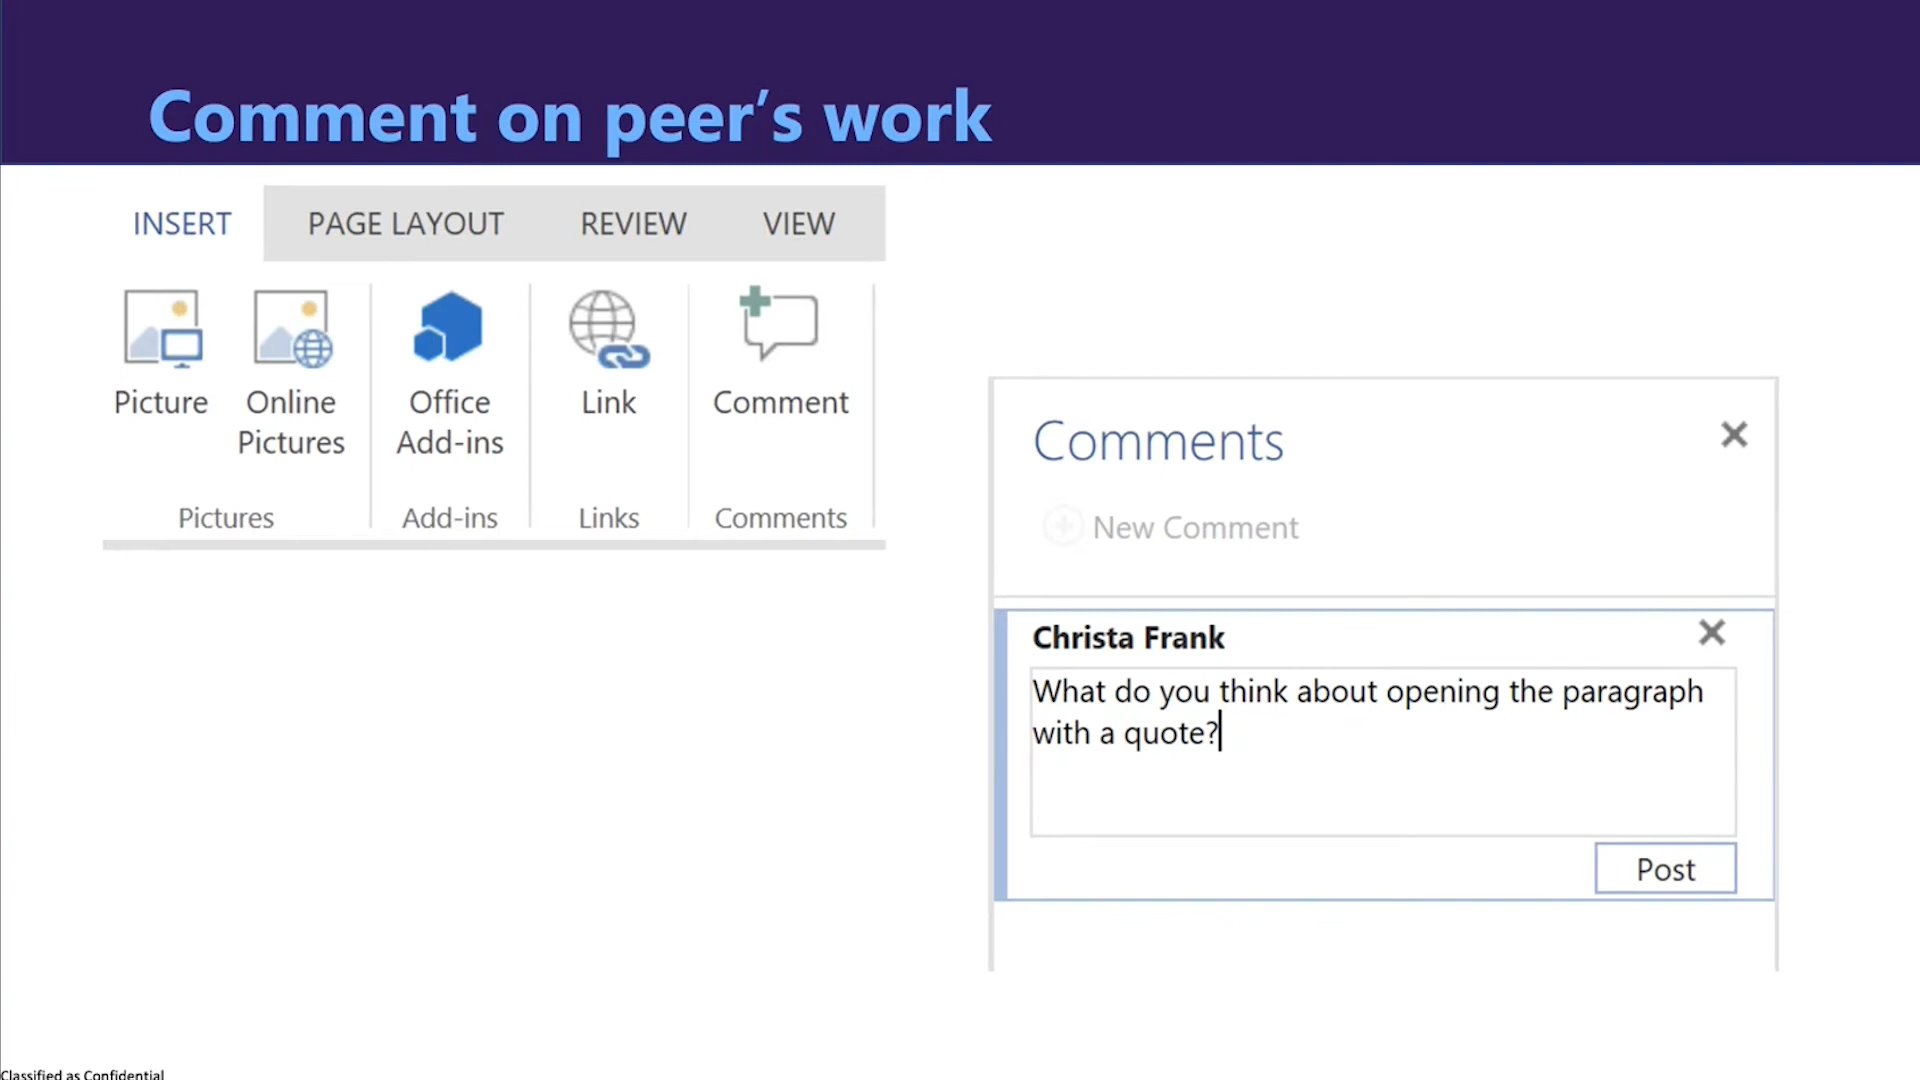 Comment on peer's work
INSERT PAGE LAYOUT REVIEW VIEW
Picture
Online
Pictures
Office
Add-ins
Link
Comment
Pictures Add-ins Links Comments
Comments
New Comment
Christa Frank
What do you think about opening the paragraph
with a quote?
Post
Classified as Confidential